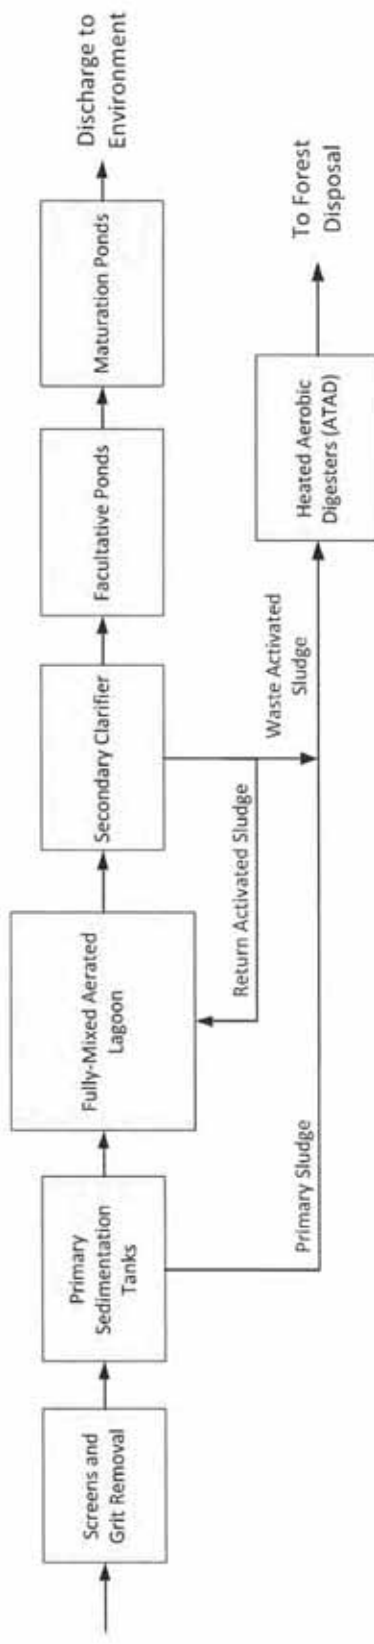 Screens and
Grit Removal
Primary
Sedimentation
Tanks
Fully-Mixed Aerated
Lagoon
Secondary Clarifier
Facultative Ponds
Maturation Ponds
Discharge to
Environment
Return Activated Sludge
Waste Activated
Sludge
Primary Sludge
Heated Aerobic
Digesters (ATAD)
To Forest
Disposal